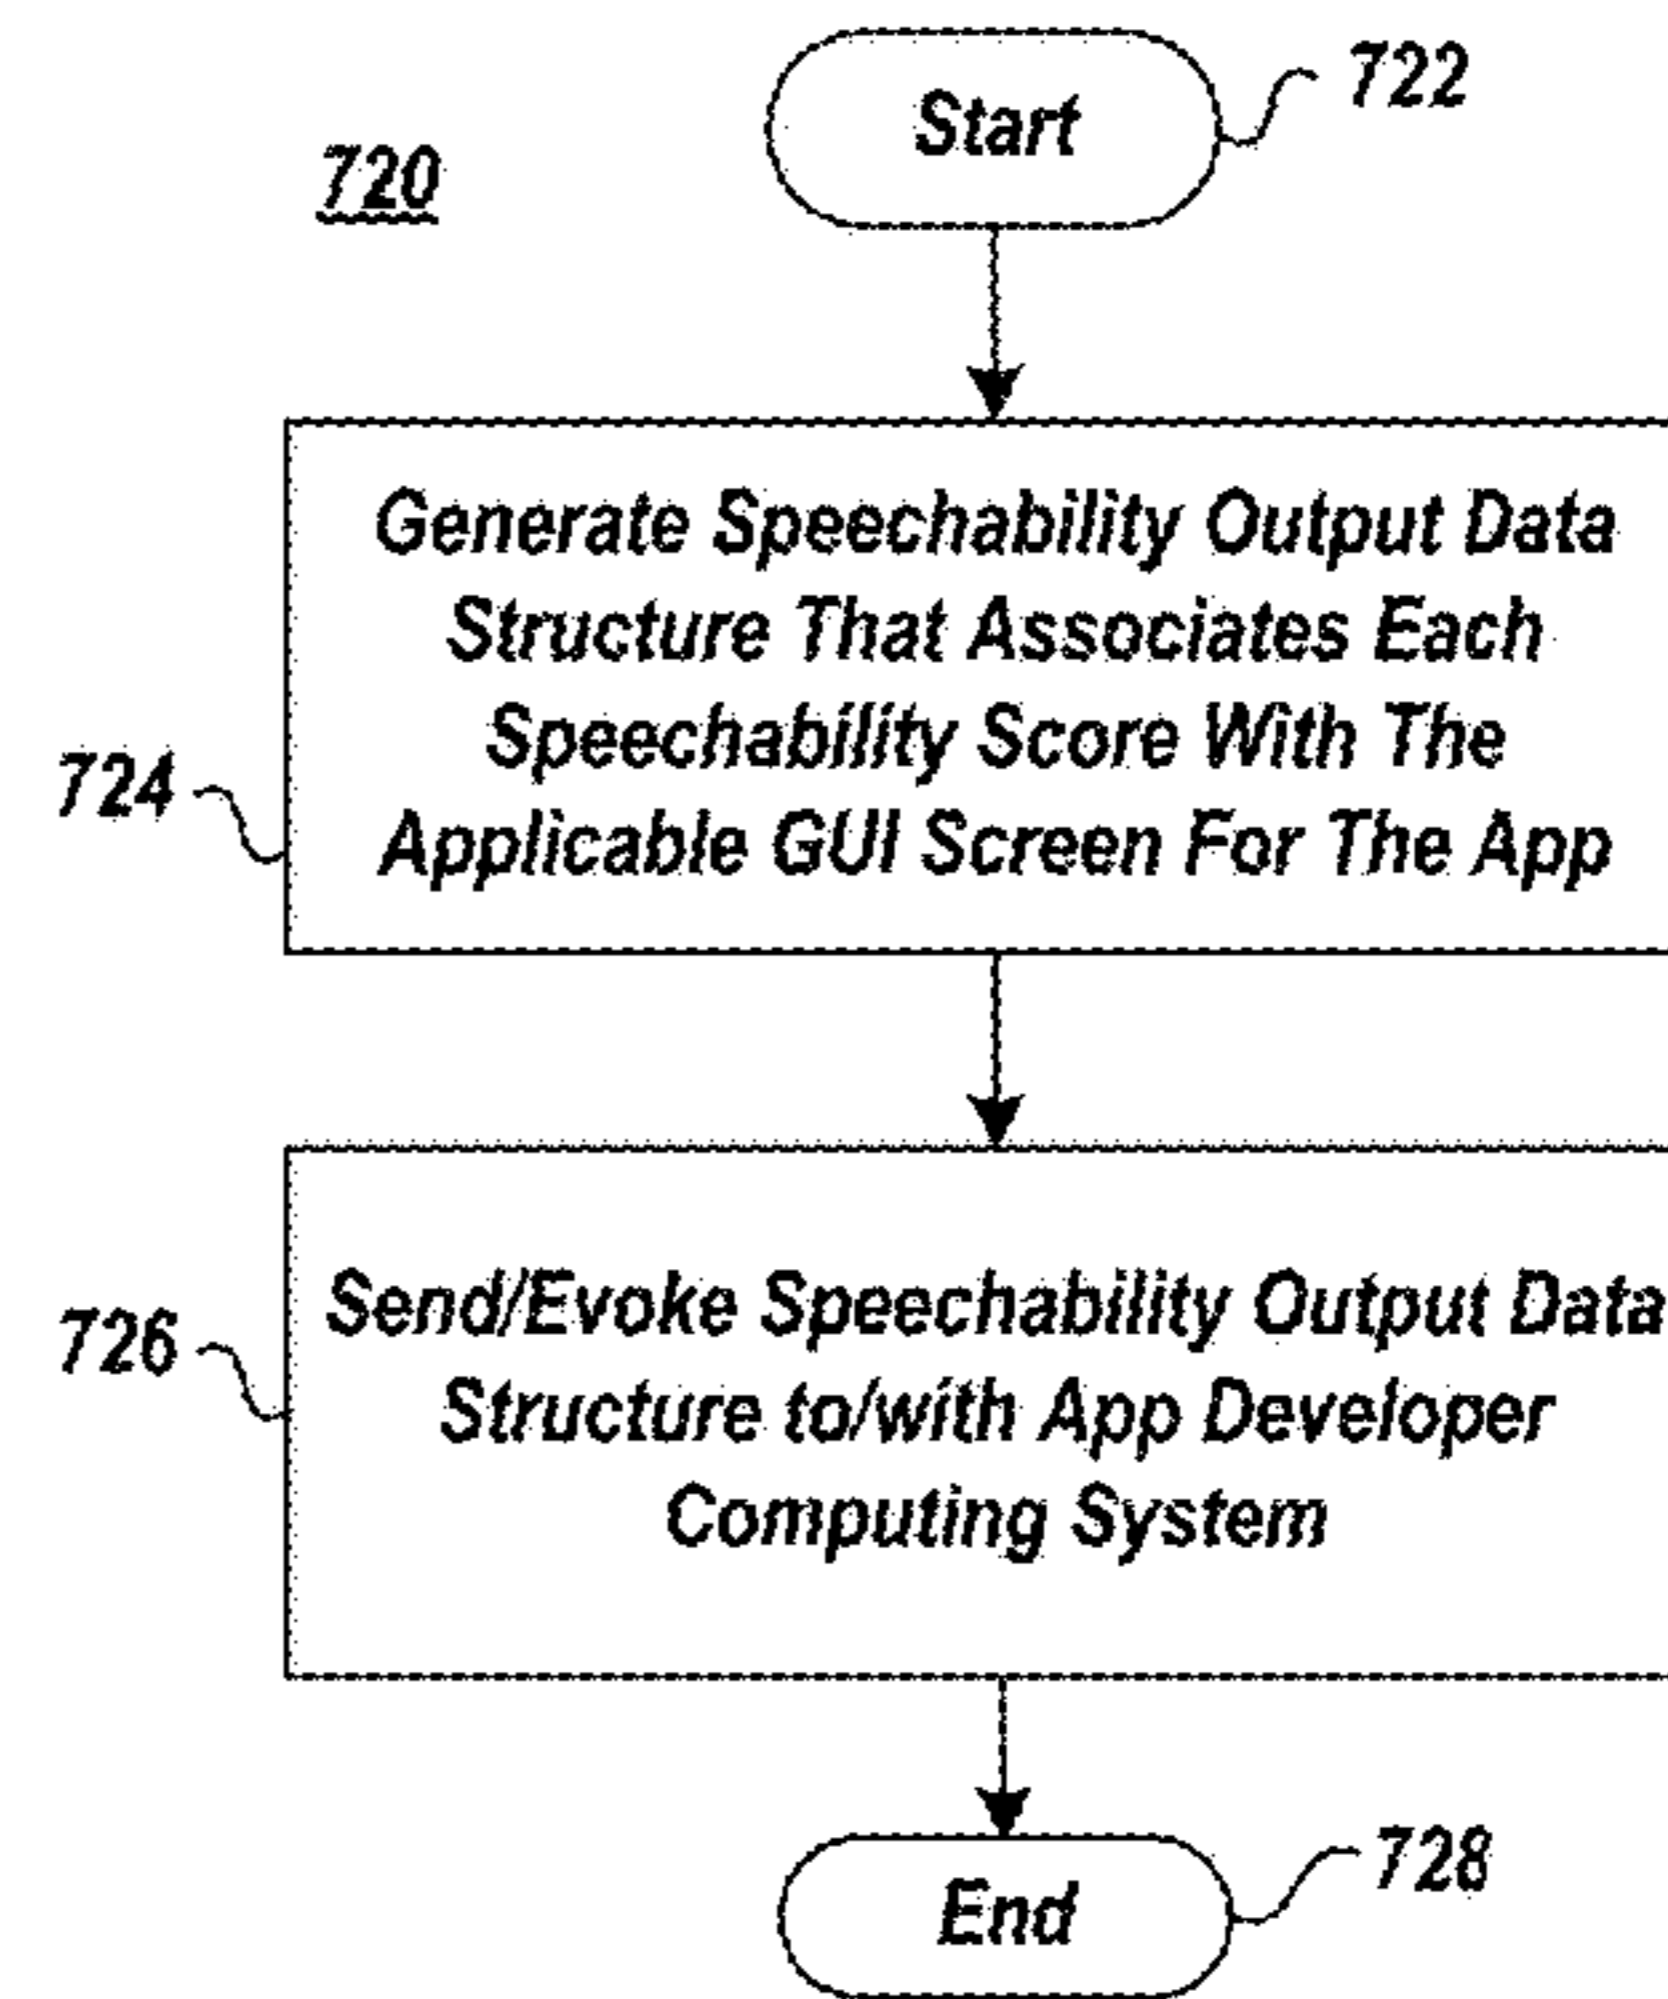 Start
722
720
Generate Speechability Output Data
Structure That Associates Each
Speechability Score With The
Applicable GUI Screen For The App
724
Send/Evoke Speechability Output Data
Structure to/with App Developer
Computing System
726
End
728